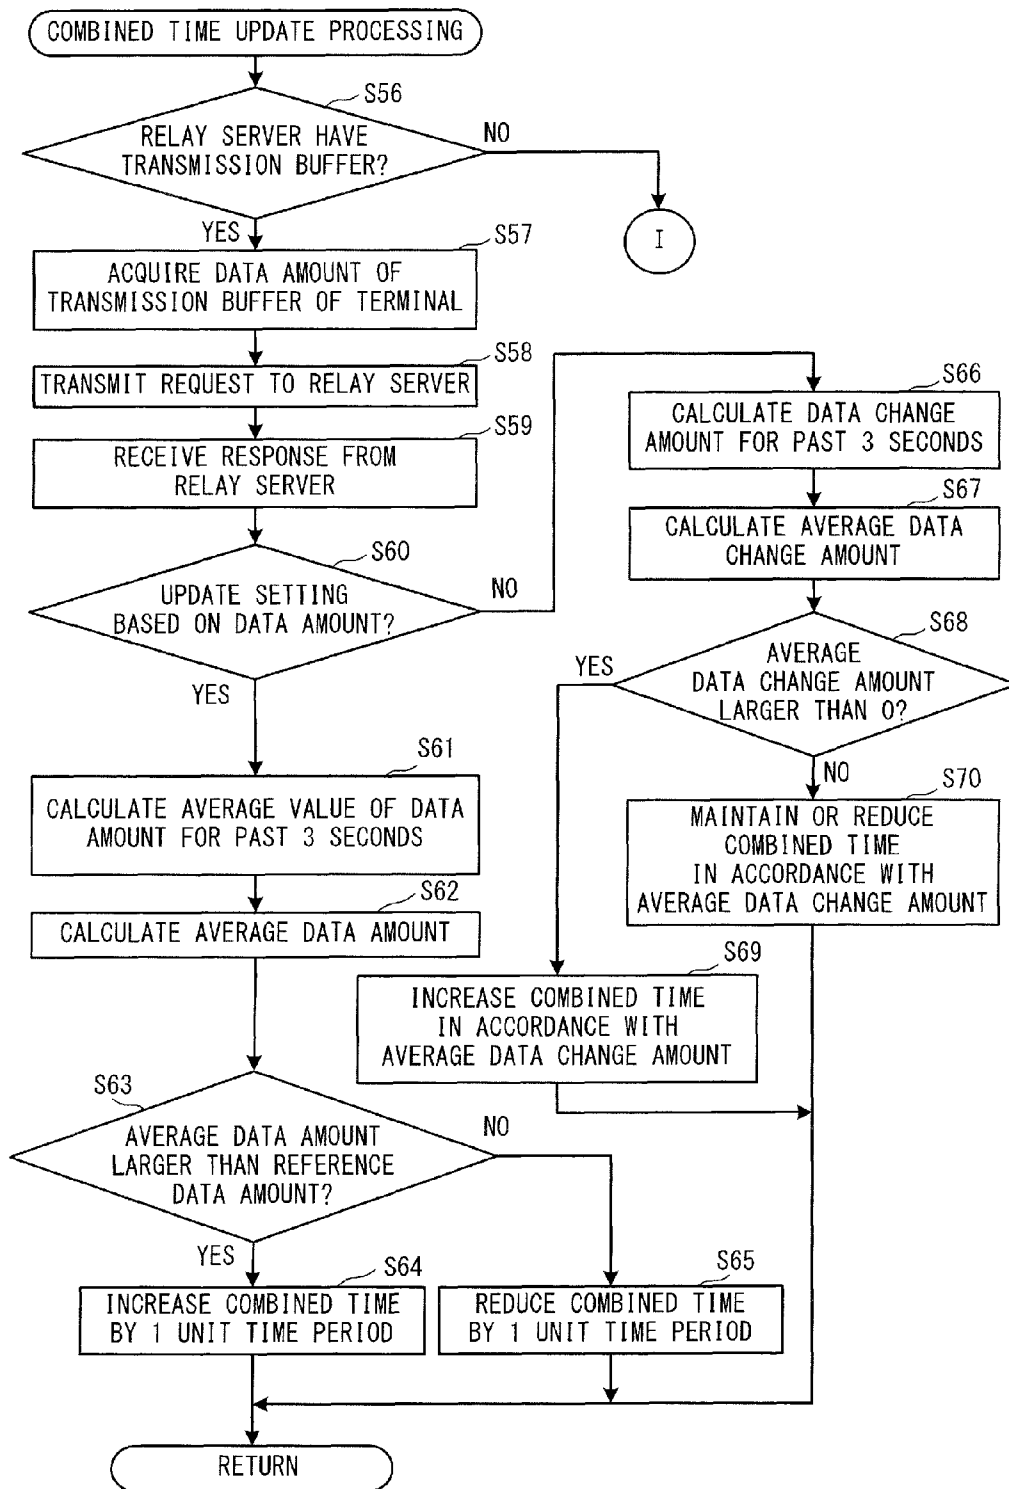 COMBINED TIME UPDATE PROCESSING
S56
RELAY SERVER HAVE
TRANSMISSION BUFFER?
NO
I
YES
S57
ACQUIRE DATA AMOUNT OF
TRANSMISSION BUFFER OF TERMINAL
S58
TRANSMIT REQUEST TO RELAY SERVER
S59
RECEIVE RESPONSE FROM
RELAY SERVER
S60
UPDATE SETTING
BASED ON DATA AMOUNT?
NO
YES
S61
CALCULATE AVERAGE VALUE OF DATA
AMOUNT FOR PAST 3 SECONDS
S62
CALCULATE AVERAGE DATA AMOUNT
S63
AVERAGE DATA AMOUNT
LARGER THAN REFERENCE
DATA AMOUNT?
NO
YES
S64
INCREASE COMBINED TIME
BY 1 UNIT TIME PERIOD
S65
REDUCE COMBINED TIME
BY 1 UNIT TIME PERIOD
S66
CALCULATE DATA CHANGE
AMOUNT FOR PAST 3 SECONDS
S67
CALCULATE AVERAGE DATA
CHANGE AMOUNT
S68
AVERAGE
DATA CHANGE AMOUNT
LARGER THAN 0?
YES
NO
S69
INCREASE COMBINED TIME
IN ACCORDANCE WITH
AVERAGE DATA CHANGE AMOUNT
S70
MAINTAIN OR REDUCE
COMBINED TIME
IN ACCORDANCE WITH
AVERAGE DATA CHANGE AMOUNT
RETURN